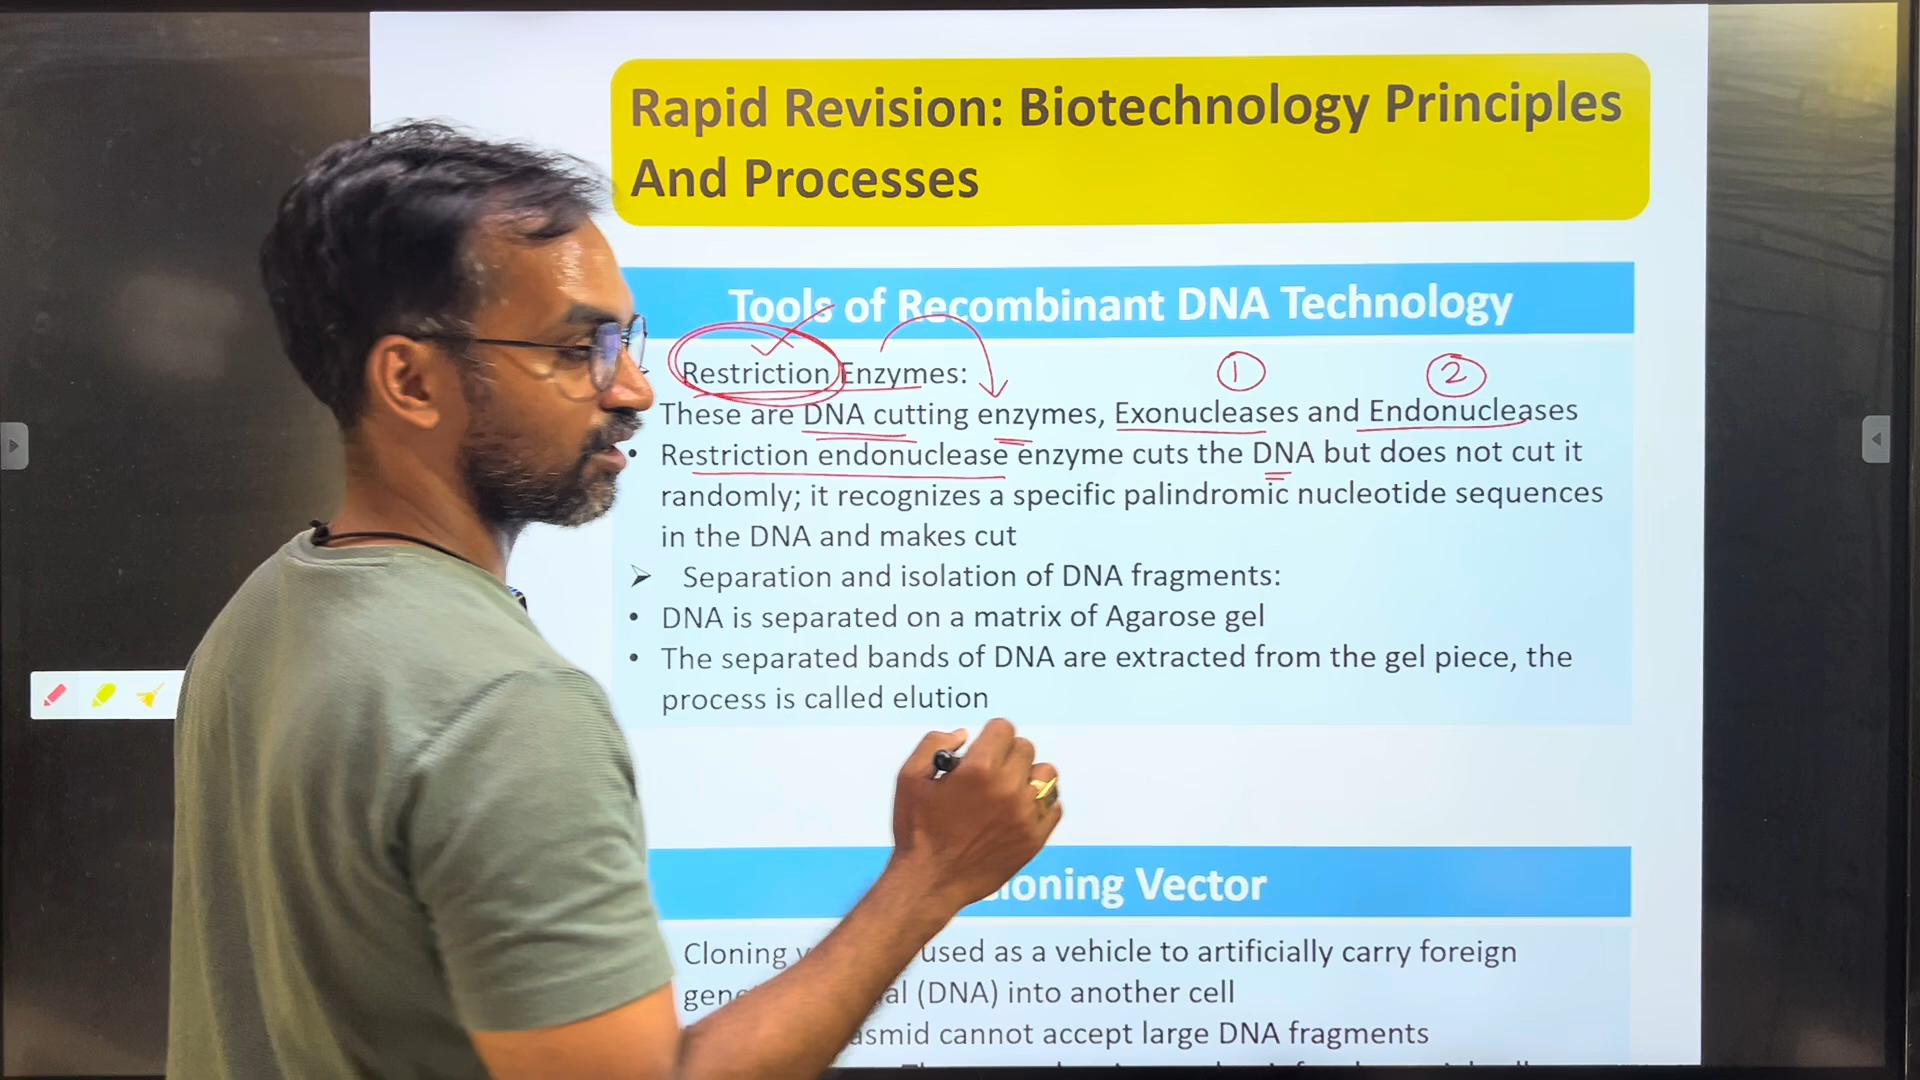 Rapid Revision: Biotechnology Principles
And Processes
Tools of Recombinant DNA Technology
Restriction Enzymes:
1 2
These are DNA cutting enzymes, Exonucleases and Endonucleases
• Restriction endonuclease enzyme cuts the DNA but does not cut it
randomly; it recognizes a specific palindromic nucleotide sequences
in the DNA and makes cut
➢ Separation and isolation of DNA fragments:
• DNA is separated on a matrix of Agarose gel
• The separated bands of DNA are extracted from the gel piece, the
process is called elution
Vector
Cloning used as a vehicle to artificially carry foreign
(DNA) into another cell
cannot accept large DNA fragments